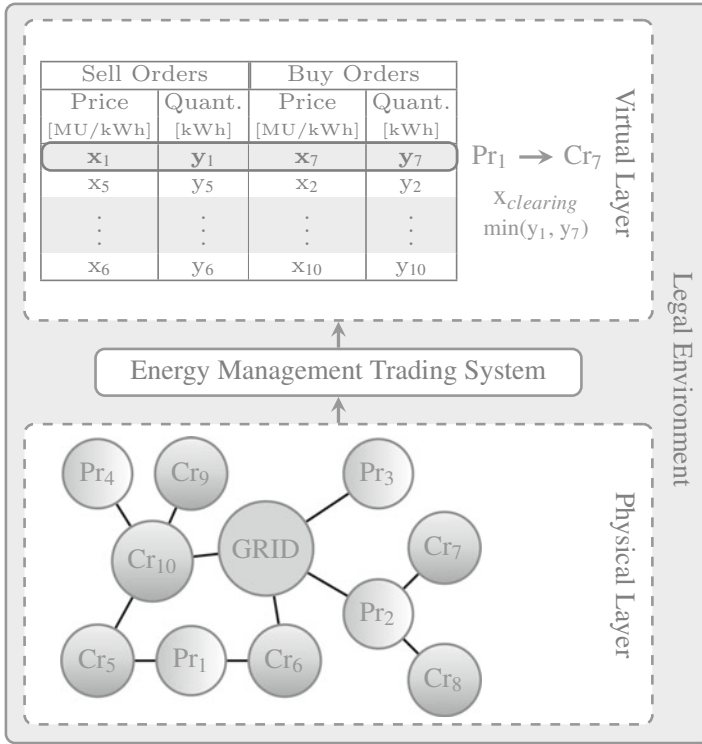 Sell Orders Buy Orders
Price Quant. Price Quant.
[MU/kWh] [kWh] [MU/kWh] [kWh]
x1 y1 x7 y7
x5 y5 x2 y2
⋮ ⋮ ⋮ ⋮
x6 y6 x10 y10
Pr1 → Cr7
xclearing
min(y1, y7)
Virtual Layer
Energy Management Trading System
Legal Environment
Pr4 Cr9 Pr3
Cr10 GRID Cr7
Pr2
Cr5 Pr1 Cr6 Cr8
Physical Layer